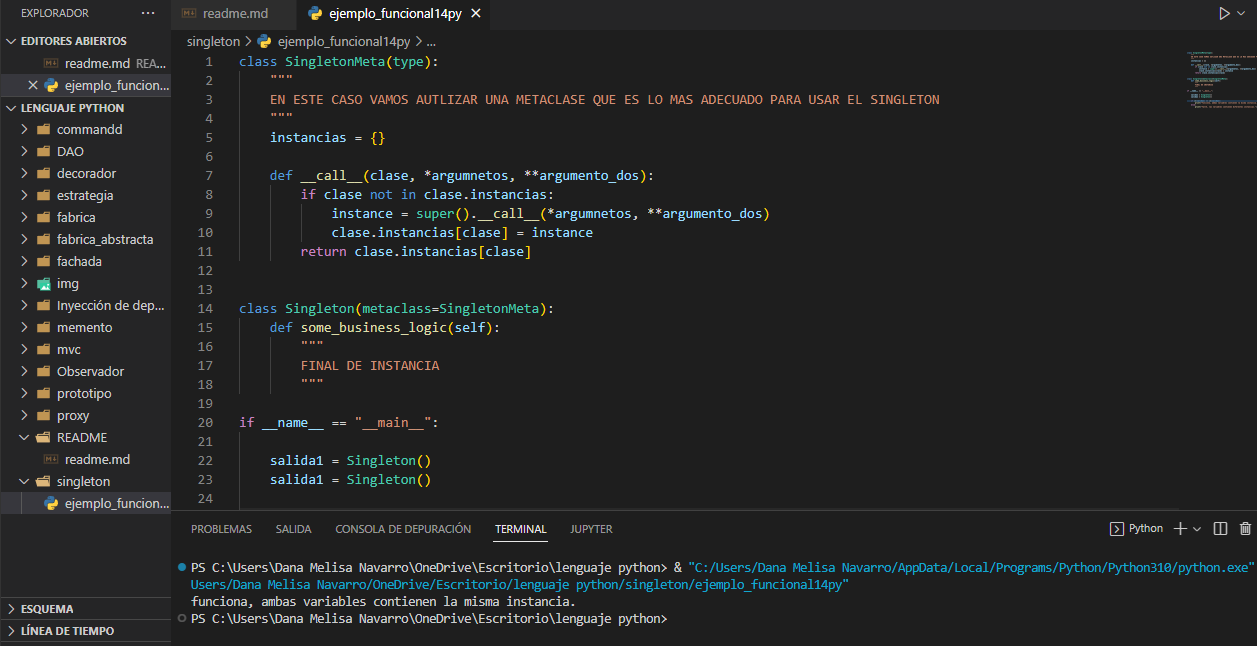 EXPLORADOR ···
readme.md
ejemplo_funcional14py
EDITORES ABIERTOS
readme.md REA...
ejemplo_funcion...
LENGUAJE PYTHON
commandd
DAO
decorador
estrategia
fabrica
fabrica_abstracta
fachada
img
Inyección de dep...
memento
mvc
Observador
prototipo
proxy
README
readme.md
singleton
ejemplo_funcion...
ESQUEMA
LÍNEA DE TIEMPO
singleton > ejemplo_funcional14py > ...
1 class SingletonMeta(type):
2 """
3 EN ESTE CASO VAMOS AUTLIZAR UNA METACLASE QUE ES LO MAS ADECUADO PARA USAR EL SINGLETON
4 """
5 instancias = {}
6
7 def __call__(clase, *argumnetos, **argumento_dos):
8 if clase not in clase.instancias:
9 instance = super().__call__(*argumnetos, **argumento_dos)
10 clase.instancias[clase] = instance
11 return clase.instancias[clase]
12
13
14 class Singleton(metaclass=SingletonMeta):
15 def some_business_logic(self):
16 """
17 FINAL DE INSTANCIA
18 """
19
20 if __name__ == "__main__":
21
22 salida1 = Singleton()
23 salida1 = Singleton()
24
PROBLEMAS SALIDA CONSOLA DE DEPURACIÓN TERMINAL JUPYTER
Python
PS C:\Users\Dana Melisa Navarro\OneDrive\Escritorio\lenguaje python> & "C:/Users/Dana Melisa Navarro/AppData/Local/Programs/Python/Python310/python.exe"
Users/Dana Melisa Navarro/OneDrive/Escritorio/lenguaje python/singleton/ejemplo_funcional14py"
funciona, ambas variables contienen la misma instancia.
PS C:\Users\Dana Melisa Navarro\OneDrive\Escritorio\lenguaje python>